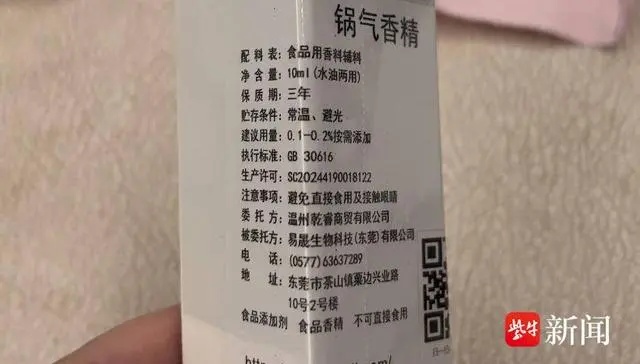 锅气香精
配料表：食品用香料辅料
净含量：10ml(水油两用)
保质期：三年
贮存条件：常温、避光
建议用量：0.1-0.2%按需添加
执行标准：GB 30616
生产许可：SC20244190018122
注意事项：避免直接食用及接触眼睛
委托方：温州乾睿商贸有限公司
被委托方：易晟生物科技(东莞)有限公司
电话：(0577)63637289
地址：东莞市茶山镇粟边兴业路
10号2号楼
食品添加剂 食品香精 不可直接食用
紫牛新闻